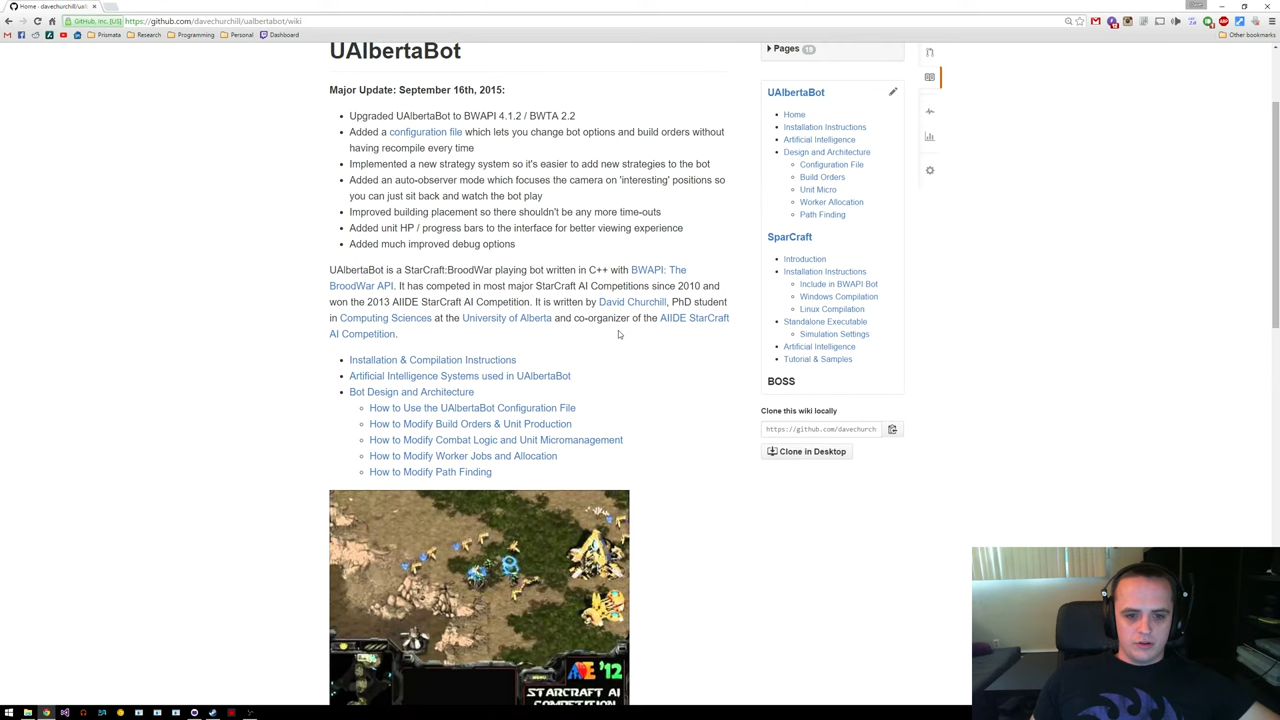 Home · davechurchill/ual
GitHub, Inc. [US]
https://github.com/davechurchill/ualbertabot/wiki
Prismata
Research
Programming
Personal
Dashboard
Other bookmarks
UAlbertaBot
Major Update: September 16th, 2015:
Upgraded UAlbertaBot to BWAPI 4.1.2 / BWTA 2.2
Added a configuration file which lets you change bot options and build orders without
having recompile every time
Implemented a new strategy system so it's easier to add new strategies to the bot
Added an auto-observer mode which focuses the camera on 'interesting' positions so
you can just sit back and watch the bot play
Improved building placement so there shouldn't be any more time-outs
Added unit HP / progress bars to the interface for better viewing experience
Added much improved debug options
UAlbertaBot is a StarCraft:BroodWar playing bot written in C++ with BWAPI: The
BroodWar API. It has competed in most major StarCraft AI Competitions since 2010 and
won the 2013 AIIDE StarCraft AI Competition. It is written by David Churchill, PhD student
in Computing Sciences at the University of Alberta and co-organizer of the AIIDE StarCraft
AI Competition.
Installation & Compilation Instructions
Artificial Intelligence Systems used in UAlbertaBot
Bot Design and Architecture
How to Use the UAlbertaBot Configuration File
How to Modify Build Orders & Unit Production
How to Modify Combat Logic and Unit Micromanagement
How to Modify Worker Jobs and Allocation
How to Modify Path Finding
'12
STARCRAFT AI
COMPETITION
Pages 19
UAlbertaBot
Home
Installation Instructions
Artificial Intelligence
Design and Architecture
Configuration File
Build Orders
Unit Micro
Worker Allocation
Path Finding
SparCraft
Introduction
Installation Instructions
Include in BWAPI Bot
Windows Compilation
Linux Compilation
Standalone Executable
Simulation Settings
Artificial Intelligence
Tutorial & Samples
BOSS
Clone this wiki locally
https://github.com/davechurch
Clone in Desktop